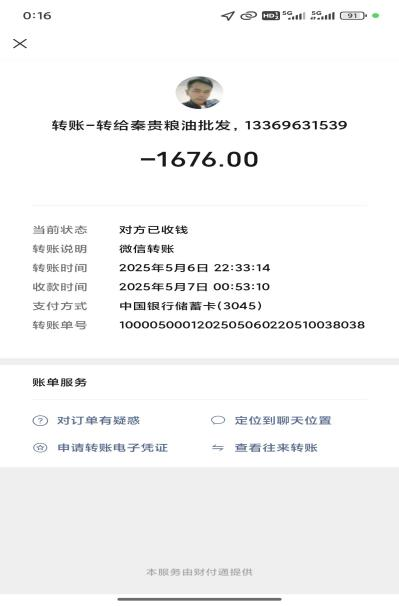 0:16
HD2 5G 5G 91
转账-转给秦贵粮油批发，13369631539
-1676.00
当前状态 对方已收钱
转账说明 微信转账
转账时间 2025年5月6日 22:33:14
收款时间 2025年5月7日 00:53:10
支付方式 中国银行储蓄卡(3045)
转账单号 1000050001202505060220510038038
账单服务
对订单有疑惑 定位到聊天位置
申请转账电子凭证 查看往来转账
本服务由财付通提供